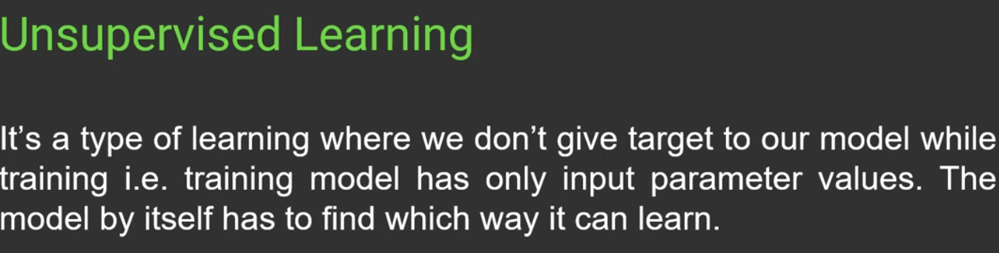 Unsupervised Learning
It’s a type of learning where we don’t give target to our model while
training i.e. training model has only input parameter values. The
model by itself has to find which way it can learn.